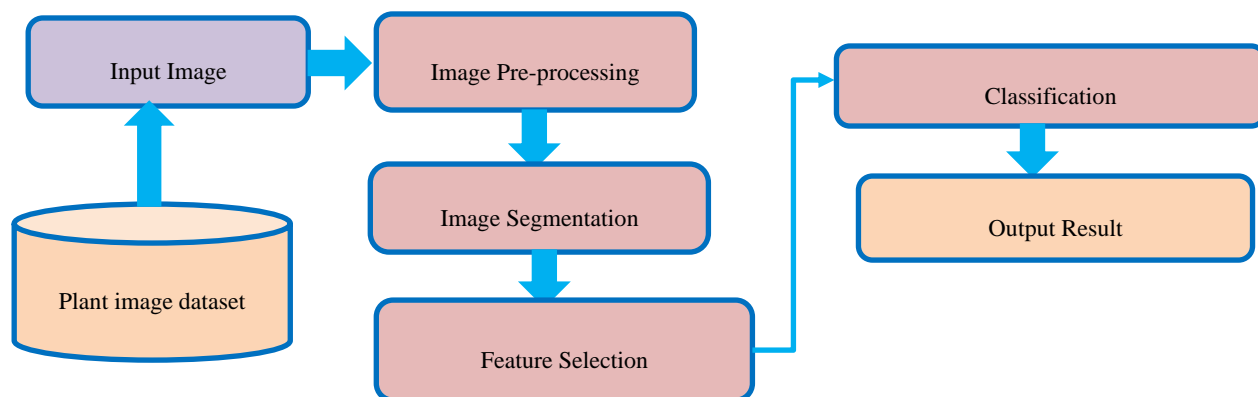 Input Image
Plant image dataset
Image Pre-processing
Image Segmentation
Feature Selection
Classification
Output Result